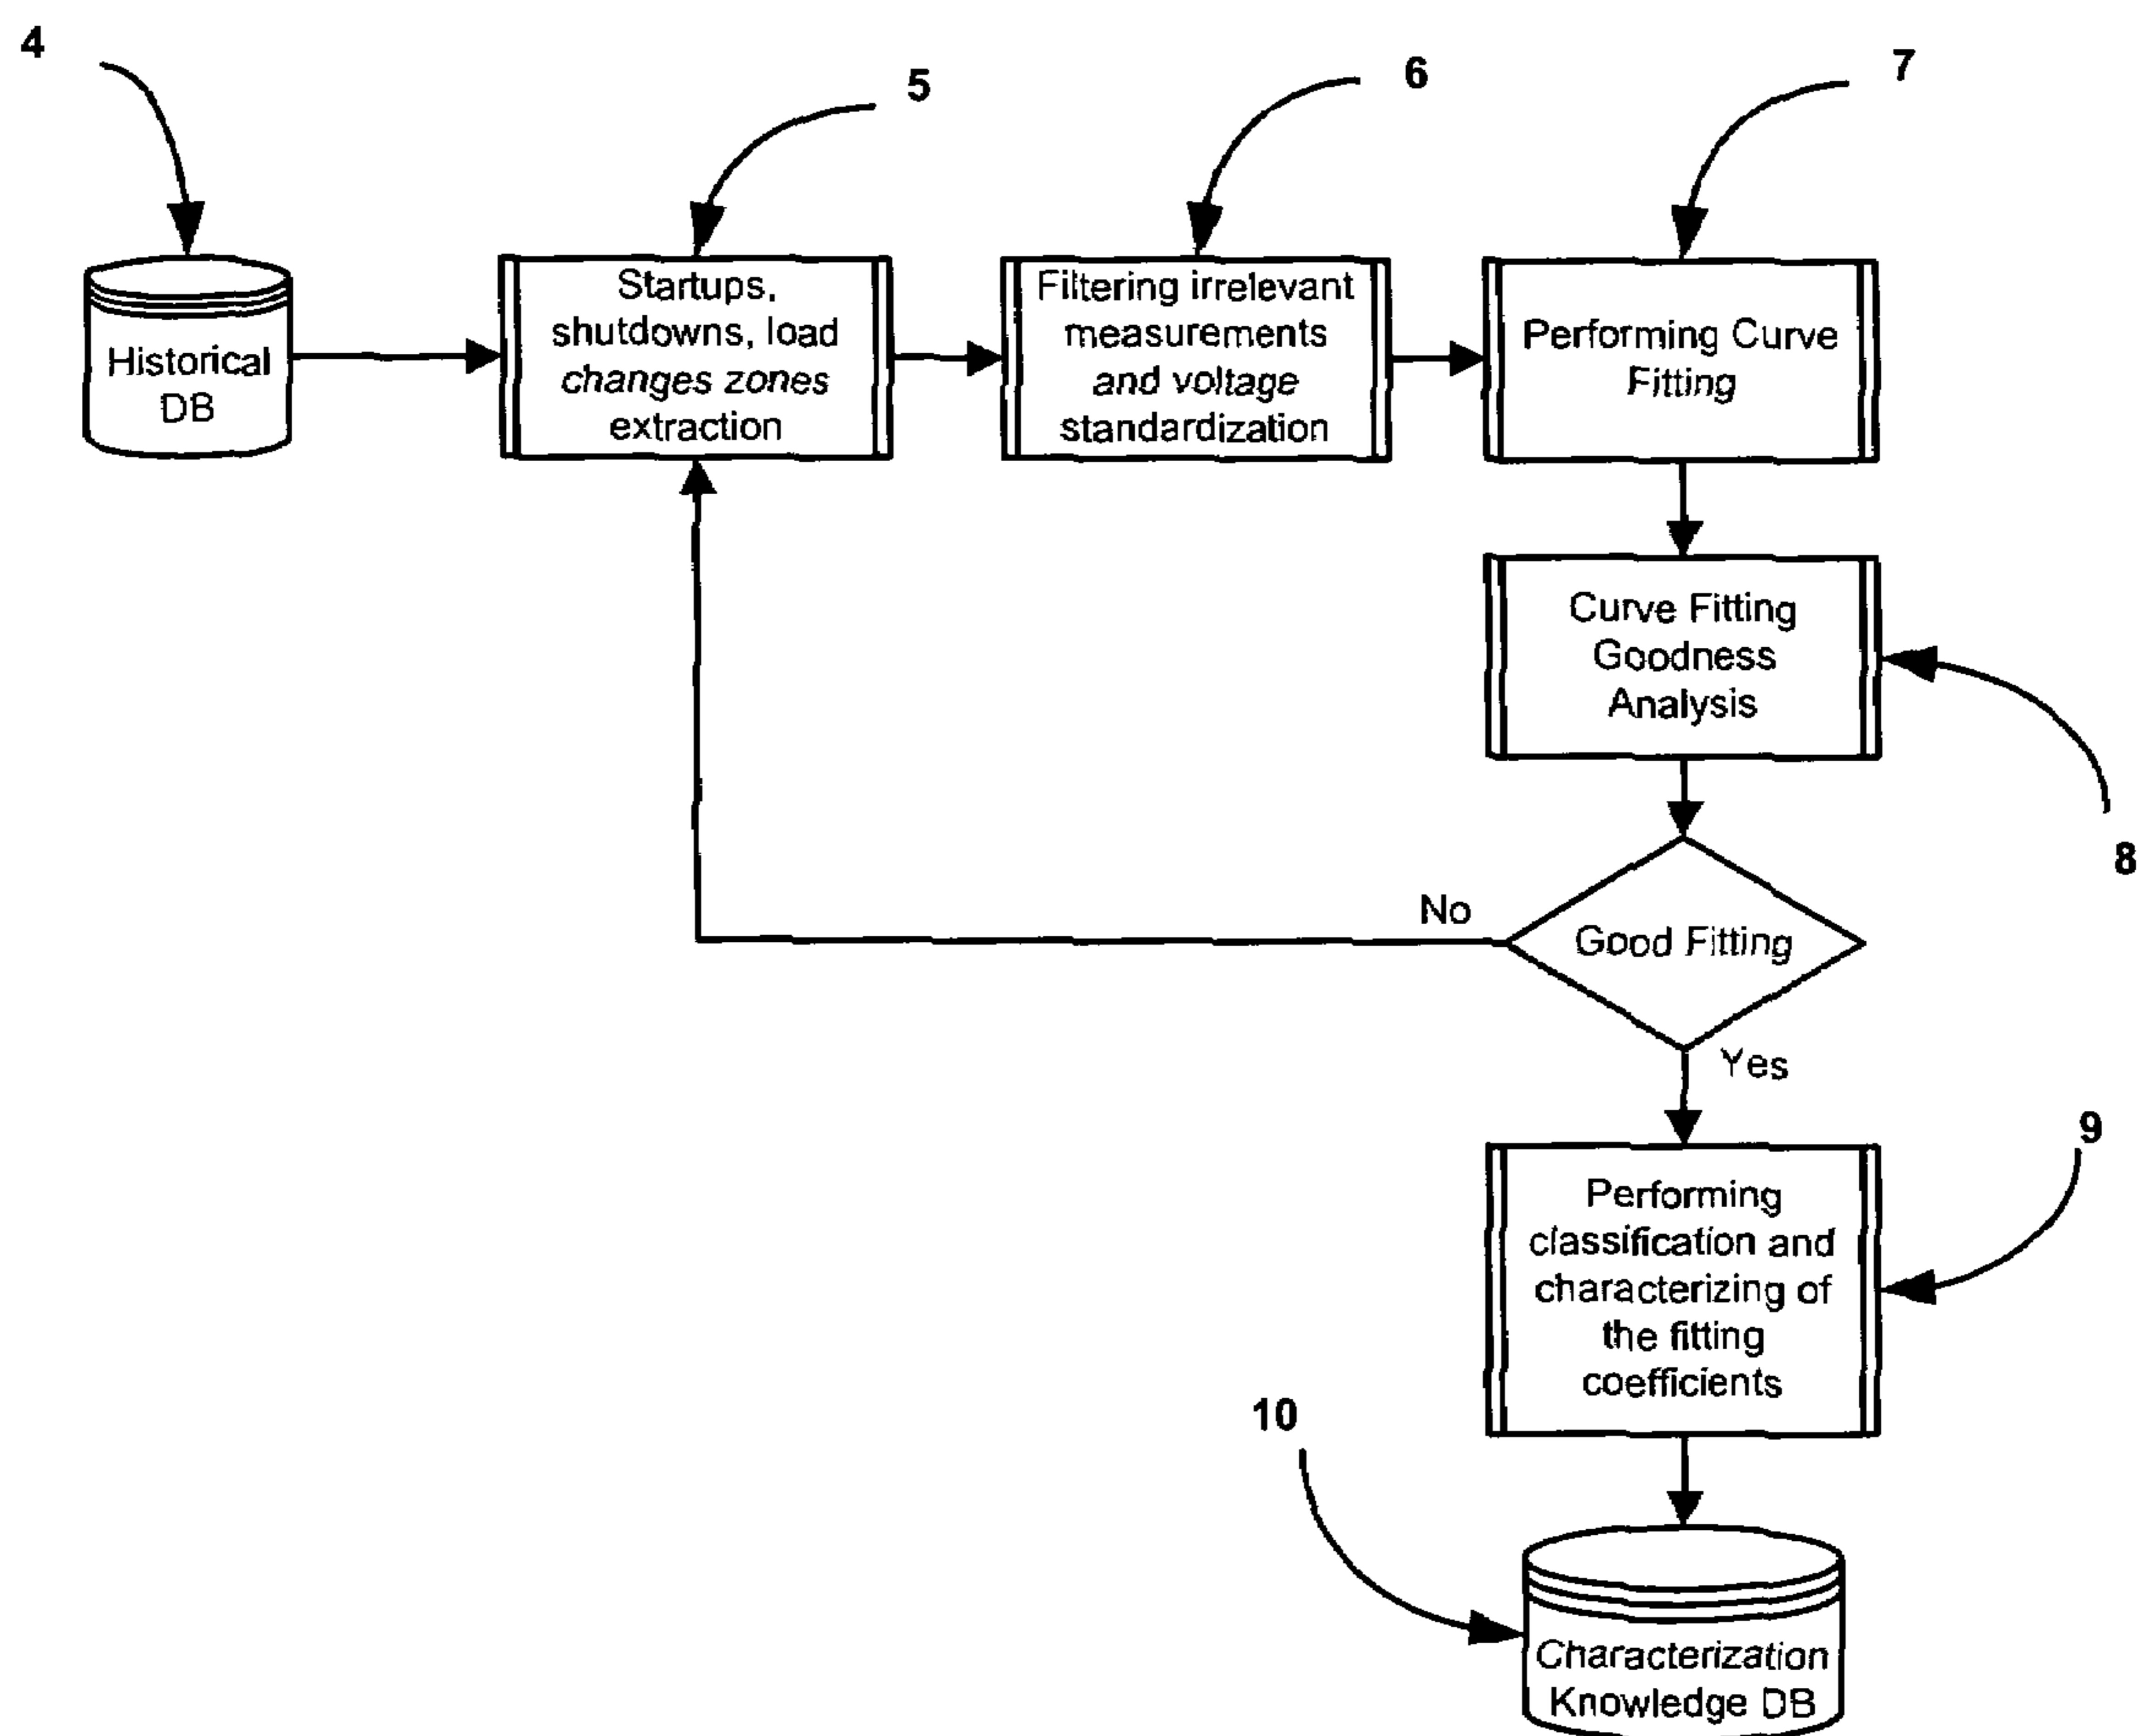 4
5
6
7
Historical
DB
Startups,
shutdowns, load
changes zones
extraction
Filtering irrelevant
measurements
and voltage
standardization
Performing Curve
Fitting
Curve Fitting
Goodness
Analysis
8
No
Good Fitting
Yes
9
Performing
classification and
characterizing of
the fitting
coefficients
10
Characterization
Knowledge DB